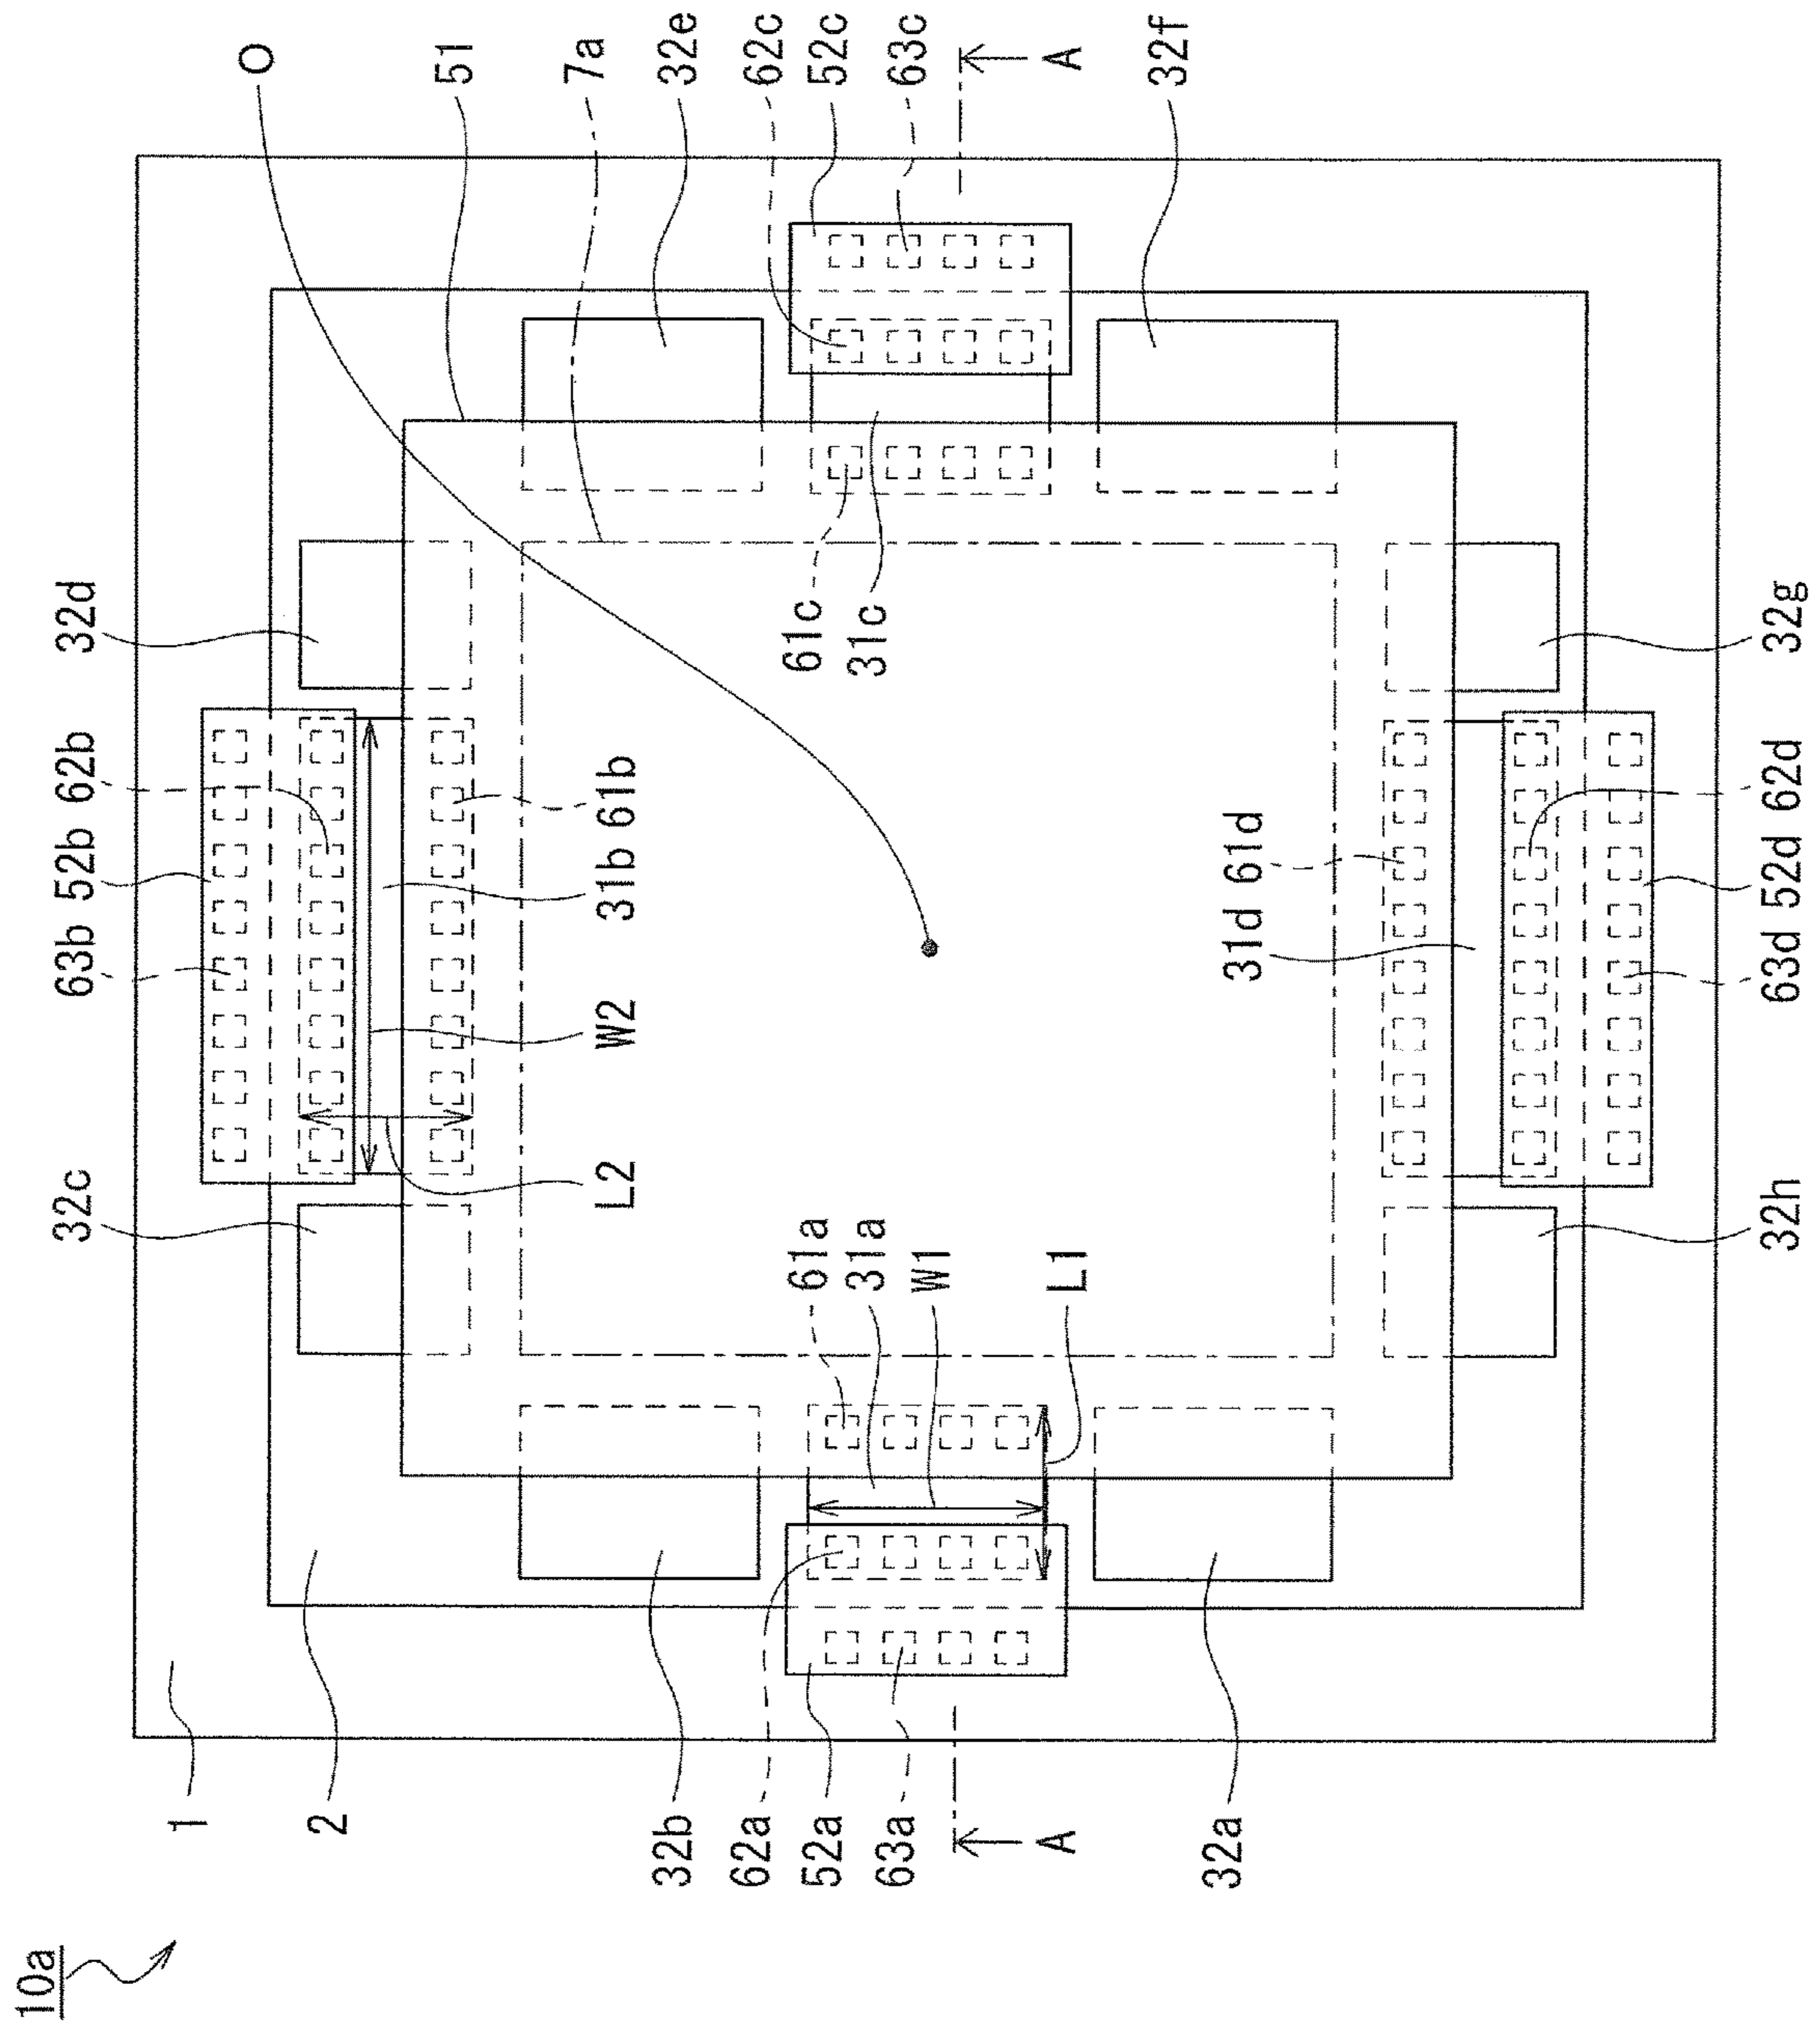 10a
32c
63b 52b 62b
32d
1
2
O
51
7a
L2
W2
31b 61b
32b
32e
62a
62c
61a
61c
52a
52c
31a
31c
63a
63c
W1
A
A
L1
32a
32f
31d 61d
32h
63d 52d 62d
32g